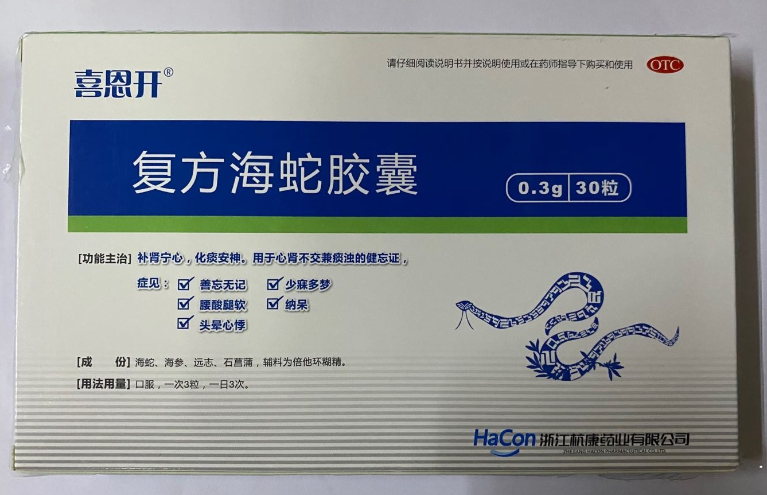 喜恩开®
请仔细阅读说明书并按说明使用或在药师指导下购买和使用
OTC
复方海蛇胶囊
0.3g 30粒
[功能主治] 补肾宁心，化痰安神。用于心肾不交兼痰浊的健忘证，
症见： 善忘无记 少寐多梦
腰酸腿软 纳呆
头晕心悸
[成 份] 海蛇、海参、远志、石菖蒲，辅料为倍他环糊精。
[用法用量] 口服，一次3粒，一日3次。
HaCon 浙江杭康药业有限公司
ZHEJIANG HACON PHARMACEUTICAL CO.,LTD.